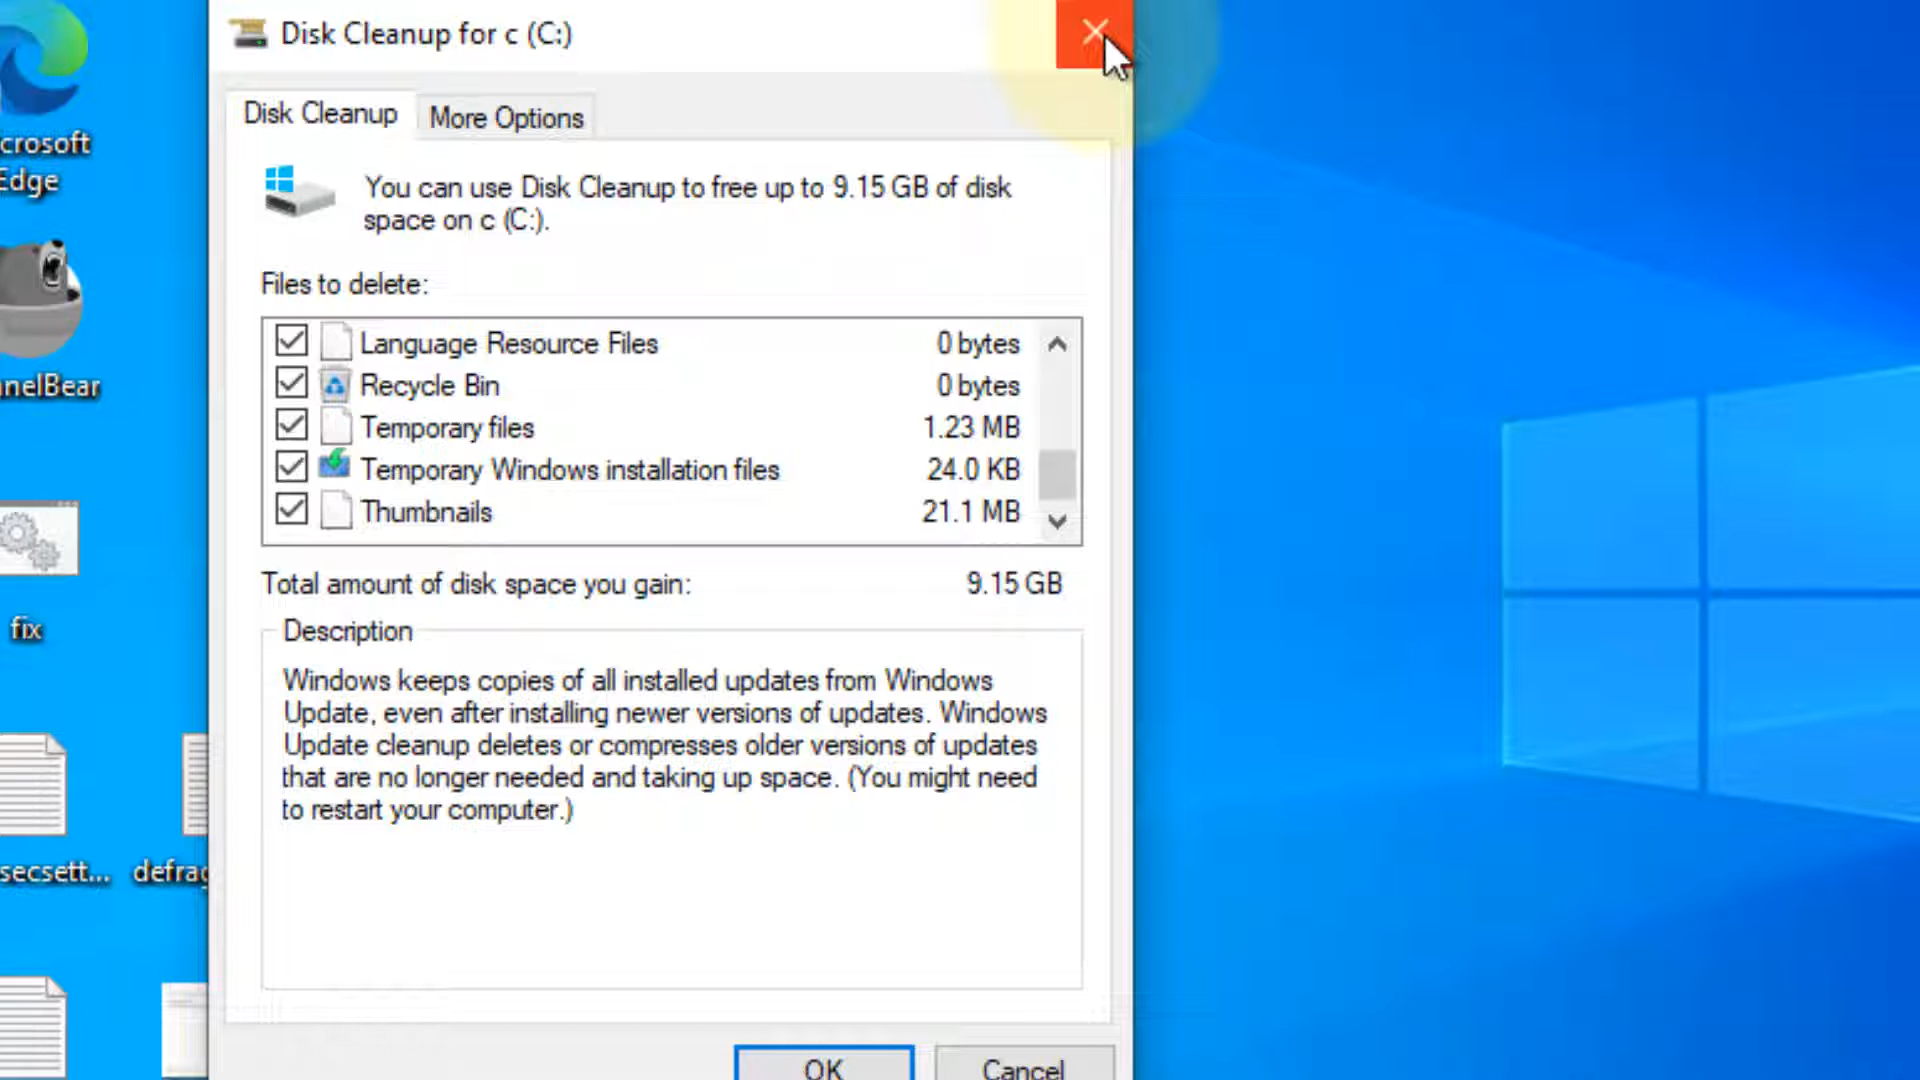 Disk Cleanup for c (C:)
Disk Cleanup
More Options
You can use Disk Cleanup to free up to 9.15 GB of disk
space on c (C:).
Files to delete:
Language Resource Files 0 bytes
Recycle Bin 0 bytes
Temporary files 1.23 MB
Temporary Windows installation files 24.0 KB
Thumbnails 21.1 MB
Total amount of disk space you gain: 9.15 GB
Description
Windows keeps copies of all installed updates from Windows
Update, even after installing newer versions of updates. Windows
Update cleanup deletes or compresses older versions of updates
that are no longer needed and taking up space. (You might need
to restart your computer.)
OK
Cancel
crosoft
Edge
nelBear
fix
secsett...
defrag